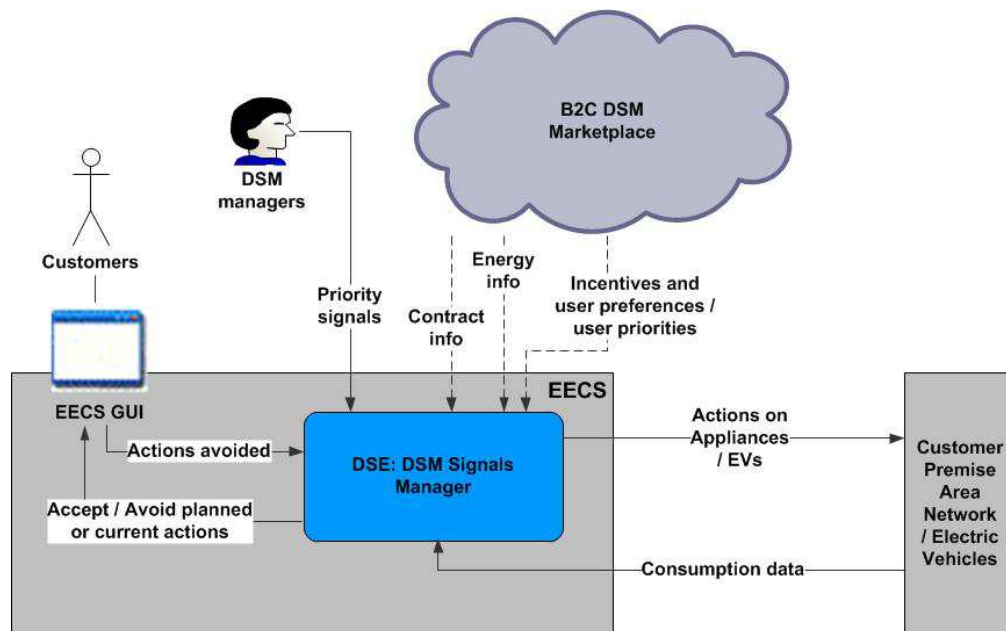 B2C DSM
Marketplace
DSM
managers
Customers
Priority
signals
Contract
info
Energy
info
Incentives and
user preferences /
user priorities
EECS
EECS GUI
Actions avoided
Accept / Avoid planned
or current actions
DSE: DSM Signals
Manager
Actions on
Appliances
/ EVs
Consumption data
Customer
Premise
Area
Network
/ Electric
Vehicles